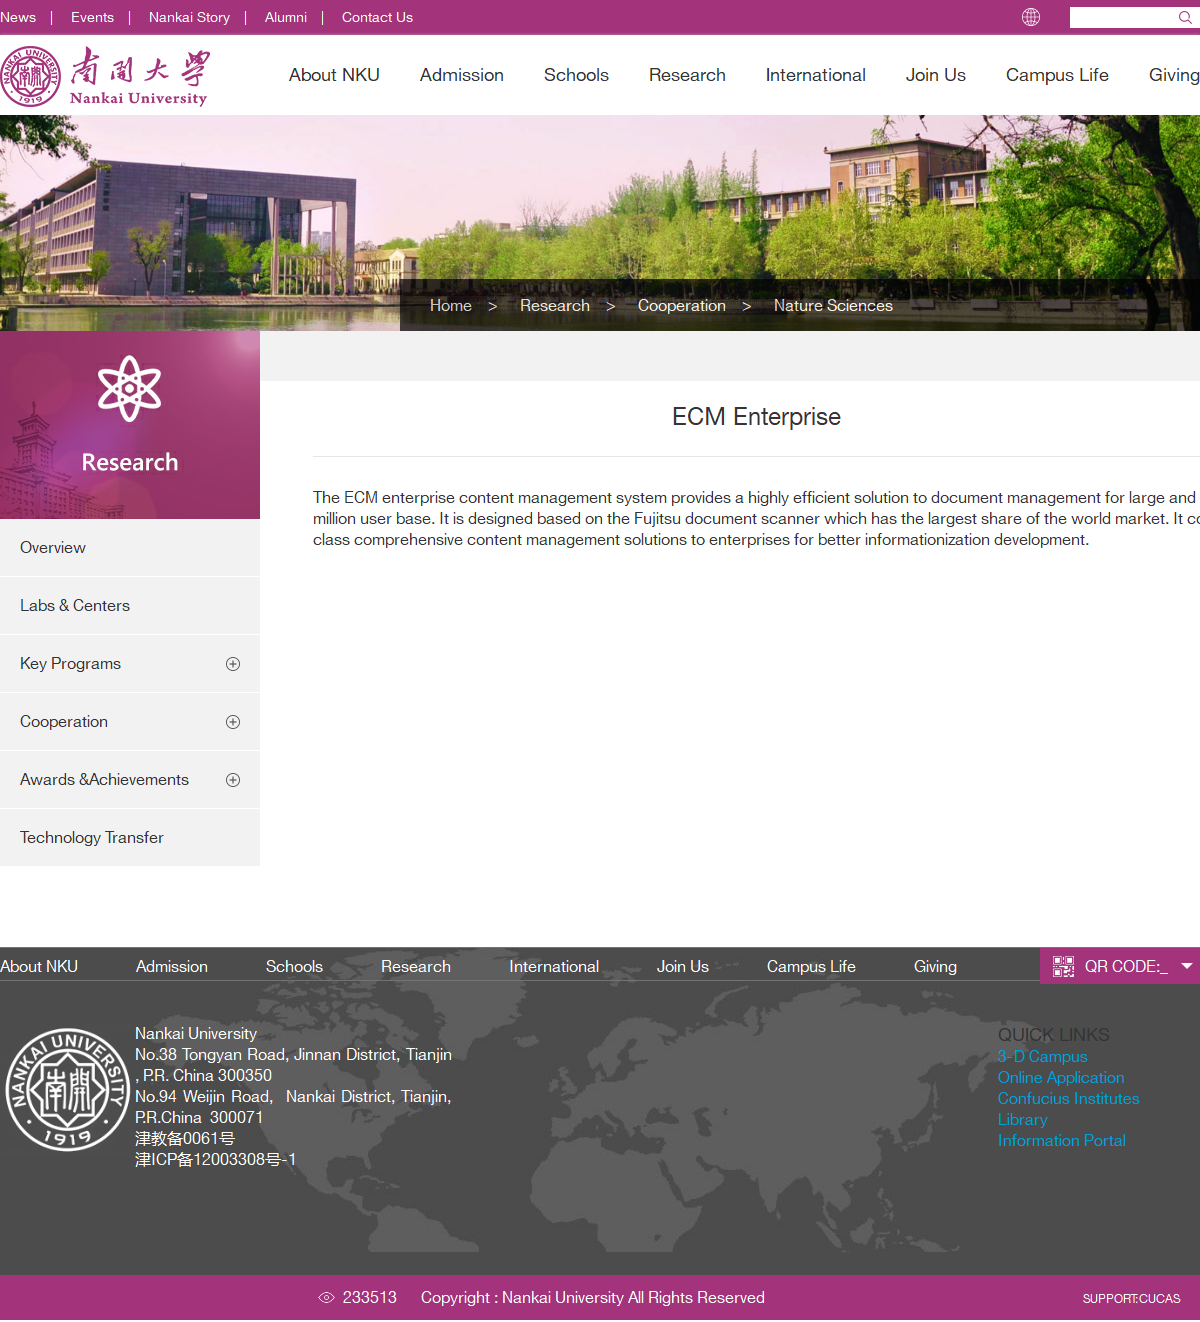 News | Events | Nankai Story | Alumni | Contact Us
南開大學
Nankai University
NANKAI UNIVERSITY
1919
About NKU Admission Schools Research International Join Us Campus Life Giving
Home > Research > Cooperation > Nature Sciences
Research
ECM Enterprise
The ECM enterprise content management system provides a highly efficient solution to document management for large and
million user base. It is designed based on the Fujitsu document scanner which has the largest share of the world market. It
class comprehensive content management solutions to enterprises for better informationization development.
Overview
Labs & Centers
Key Programs
Cooperation
Awards &Achievements
Technology Transfer
About NKU Admission Schools Research International Join Us Campus Life Giving
QR CODE:_
NANKAI UNIVERSITY
南開
1919
Nankai University
No.38 Tongyan Road, Jinnan District, Tianjin
, P.R. China 300350
No.94 Weijin Road, Nankai District, Tianjin,
P.R.China 300071
津教备0061号
津ICP备12003308号-1
QUICK LINKS
3-D Campus
Online Application
Confucius Institutes
Library
Information Portal
233513 Copyright : Nankai University All Rights Reserved
SUPPORT:CUCAS